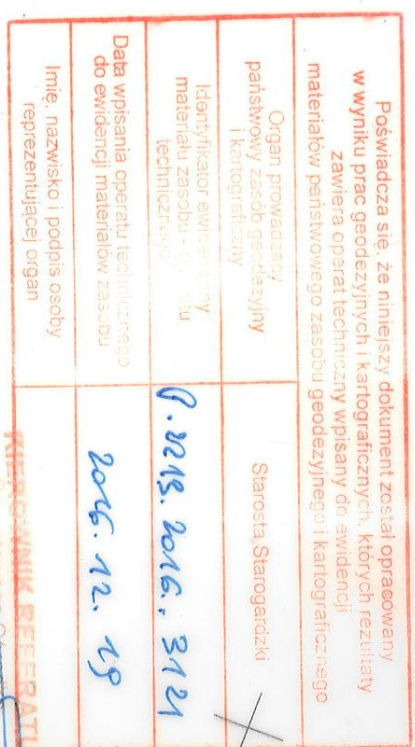 Poświadcza się, że niniejszy dokument został opracowany
w wyniku prac geodezyjnych i kartograficznych, których rezultaty
zawiera operat techniczny wpisany do ewidencji
materiałów państwowego zasobu geodezyjnego i kartograficznego
Organ prowadzący
państwowy zasób geodezyjny
i kartograficzny
Starosta Starogardzki
Identyfikator ewidencyjny
materiału zasobu - operatu
technicznego
P.2213.2016.3121
Data wpisania operatu technicznego
do ewidencji materiałów zasobu
2016.12.19
Imię, nazwisko i podpis osoby
reprezentującej organ
KIEROWNIK REFERATU